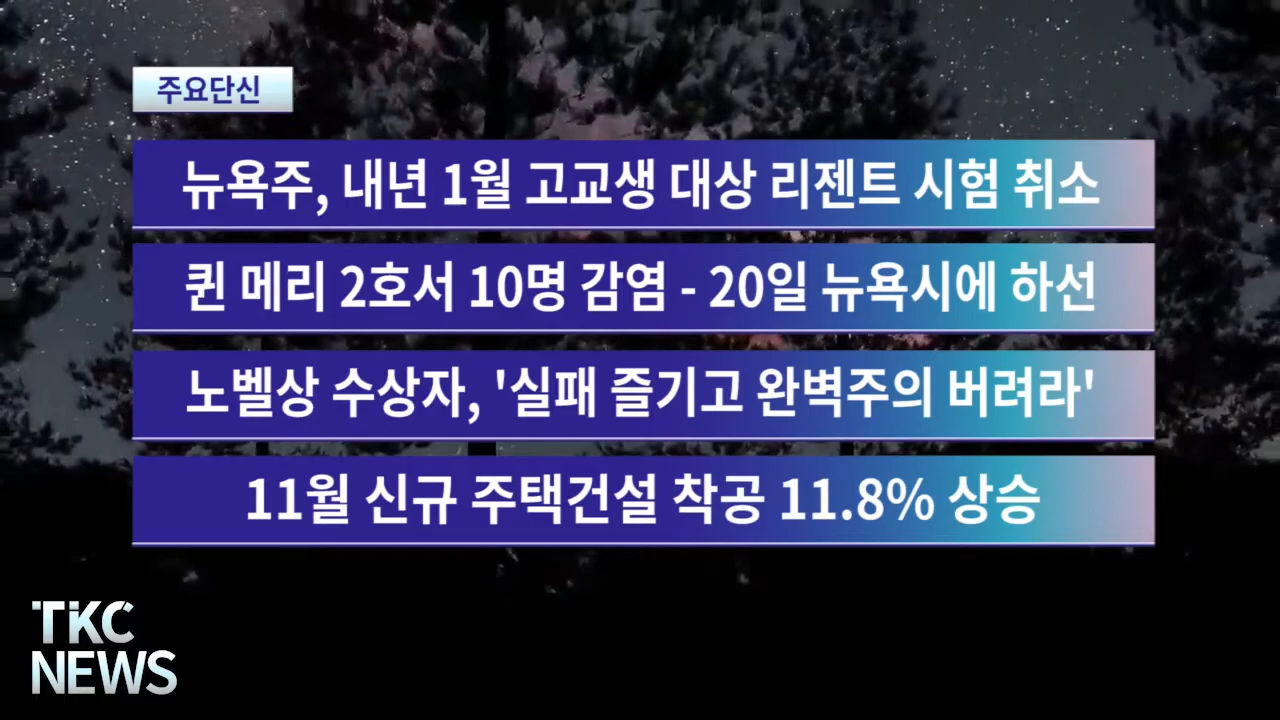 주요단신
뉴욕주, 내년 1월 고교생 대상 리젠트 시험 취소
퀸 메리 2호서 10명 감염 - 20일 뉴욕시에 하선
노벨상 수상자, '실패 즐기고 완벽주의 버려라'
11월 신규 주택건설 착공 11.8% 상승
TKC
NEWS